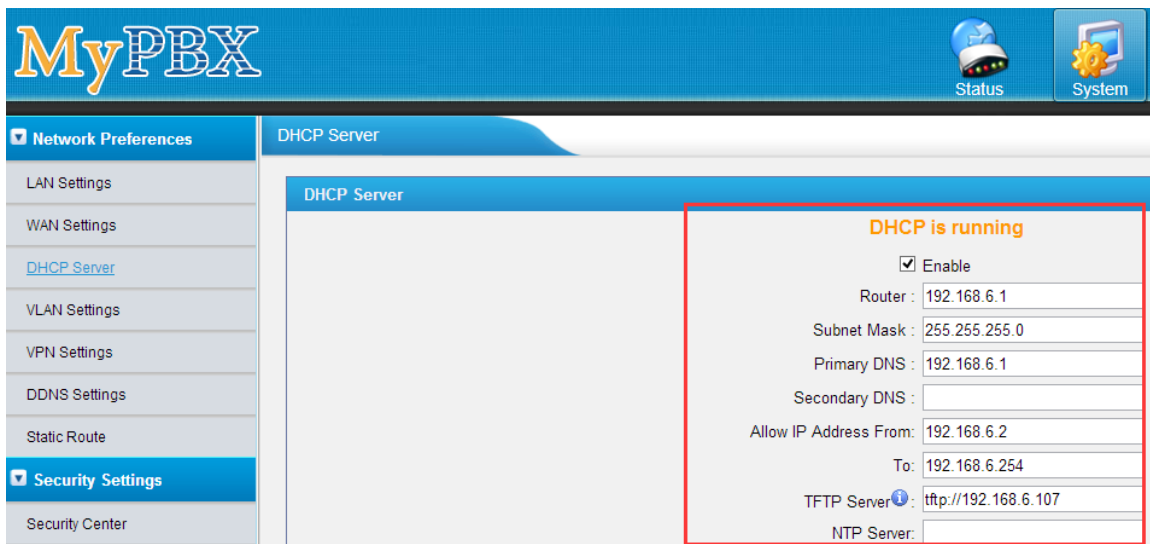 MyPBX
Status
System
Network Preferences
LAN Settings
WAN Settings
DHCP Server
VLAN Settings
VPN Settings
DDNS Settings
Static Route
Security Settings
Security Center
DHCP Server
DHCP Server
DHCP is running
Enable
Router : 192.168.6.1
Subnet Mask : 255.255.255.0
Primary DNS : 192.168.6.1
Secondary DNS :
Allow IP Address From: 192.168.6.2
To: 192.168.6.254
TFTP Server : tftp://192.168.6.107
NTP Server: